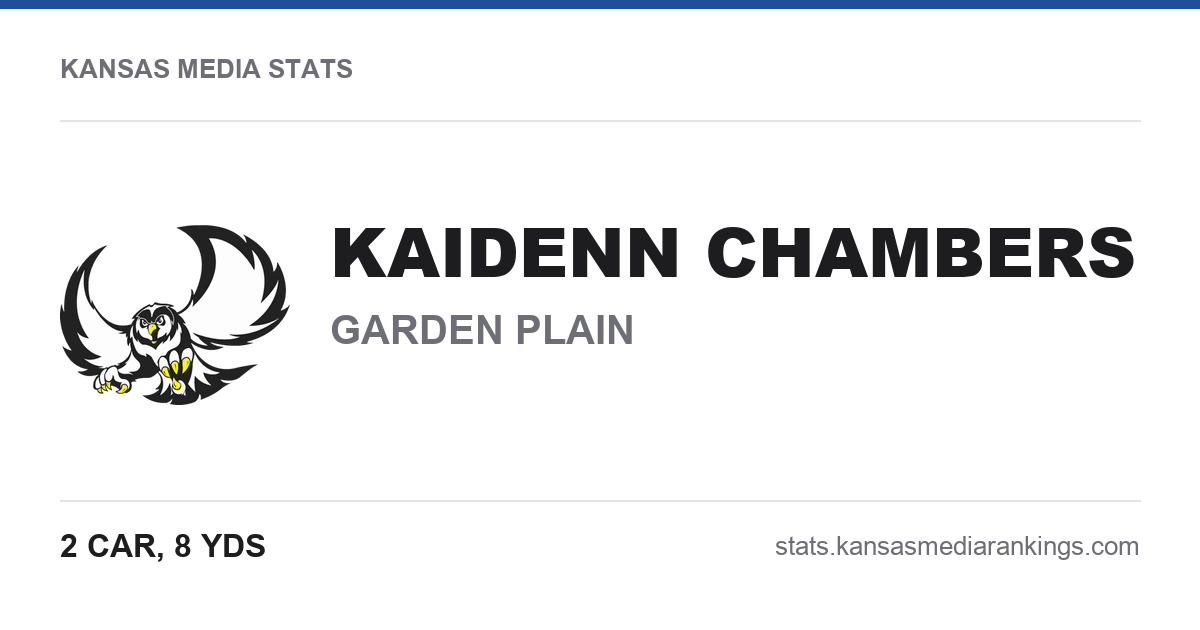 KANSAS MEDIA STATS
KAIDENN CHAMBERS
GARDEN PLAIN
2 CAR, 8 YDS
stats.kansasmediarankings.com